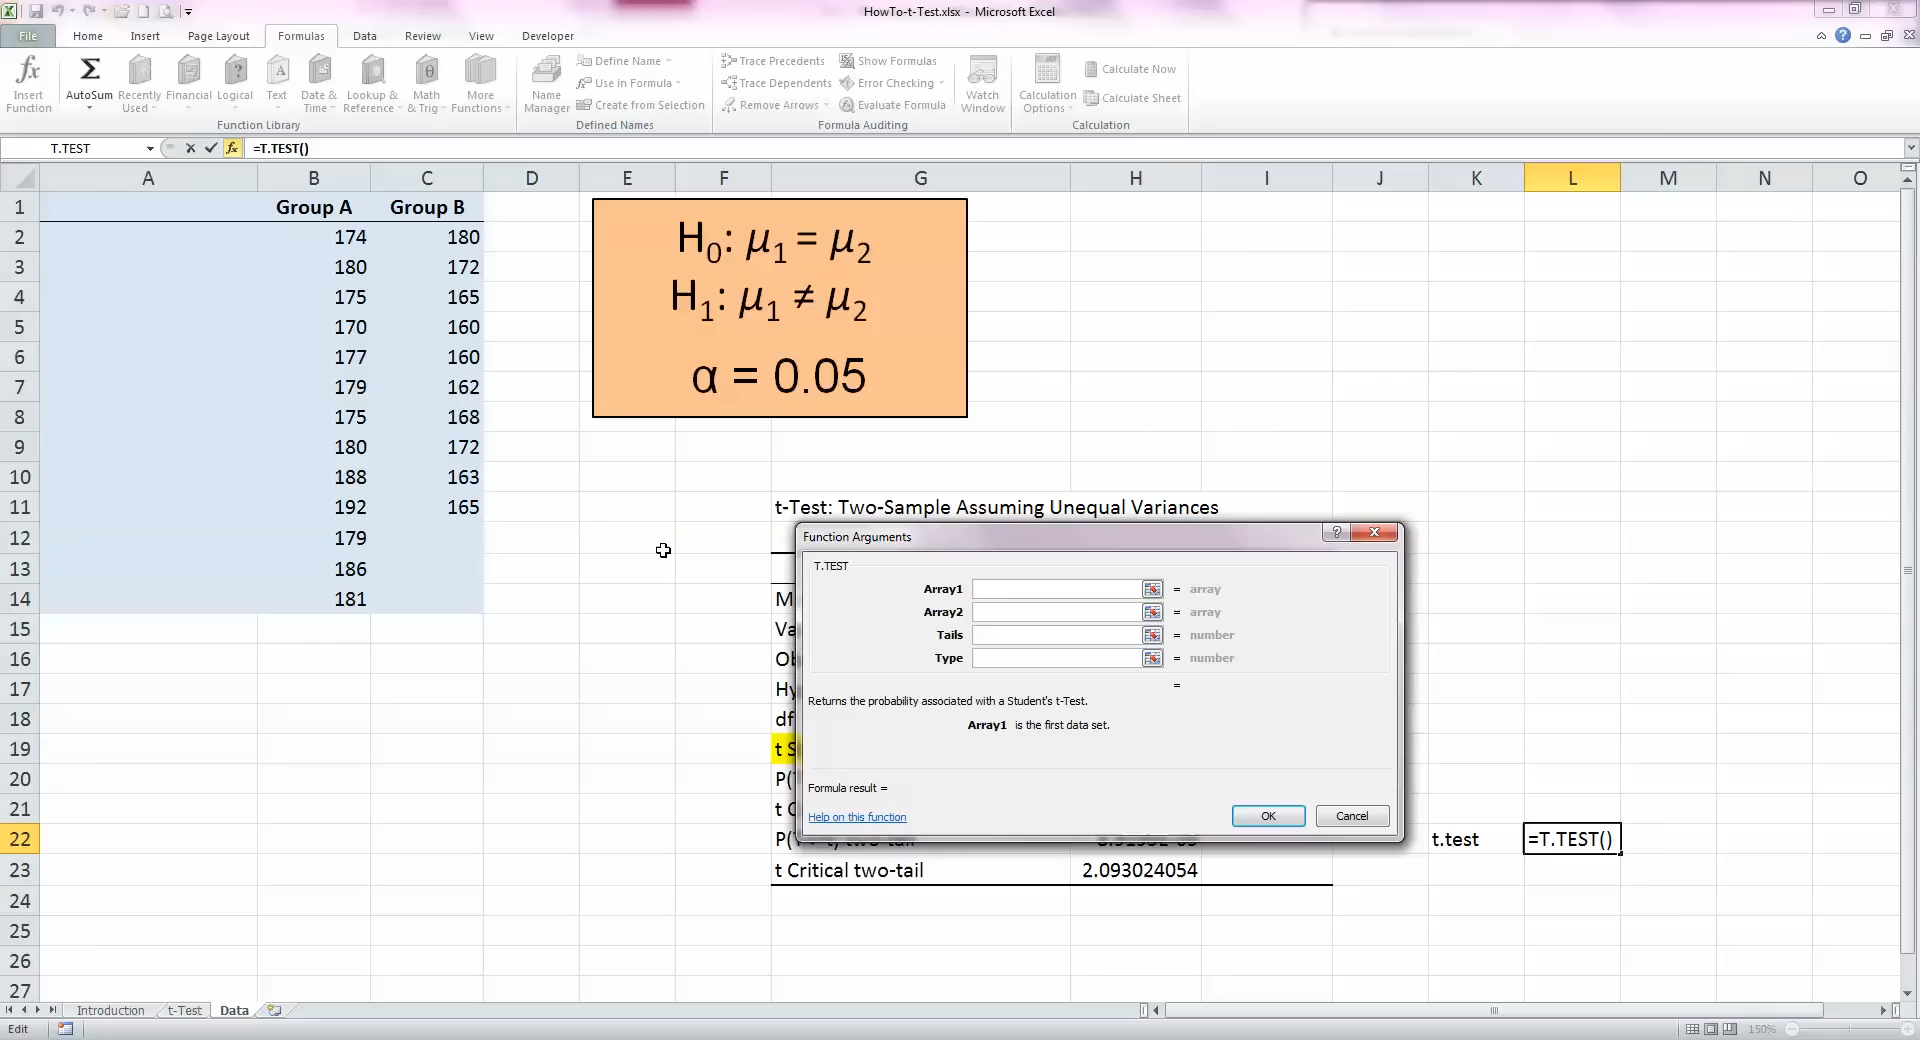 HowTo-t-Test.xlsx - Microsoft Excel
File Home Insert Page Layout Formulas Data Review View Developer
Insert Function
AutoSum
Recently Used
Financial
Logical
Text
Date & Time
Lookup & Reference
Math & Trig
More Functions
Function Library
Name Manager
Define Name
Use in Formula
Create from Selection
Defined Names
Trace Precedents
Trace Dependents
Remove Arrows
Show Formulas
Error Checking
Evaluate Formula
Formula Auditing
Watch Window
Calculation Options
Calculate Now
Calculate Sheet
Calculation
T.TEST fx =T.TEST()
A B C D E F G H I J K L M N O
1 Group A Group B
2 174 180
3 180 172
4 175 165
5 170 160
6 177 160
7 179 162
8 175 168
9 180 172
10 188 163
11 192 165
12 179
13 186
14 181
15
16
17
18
19
20
21
22
23
24
25
26
27
H0: μ1 = μ2
H1: μ1 ≠ μ2
α = 0.05
t-Test: Two-Sample Assuming Unequal Variances
Function Arguments
T.TEST
Array1 = array
Array2 = array
Tails = number
Type = number
=
Returns the probability associated with a Student's t-Test.
Array1 is the first data set.
Formula result =
Help on this function
OK Cancel
df
t.test =T.TEST()
t Critical two-tail 2.093024054
Introduction t-Test Data
Edit 150%